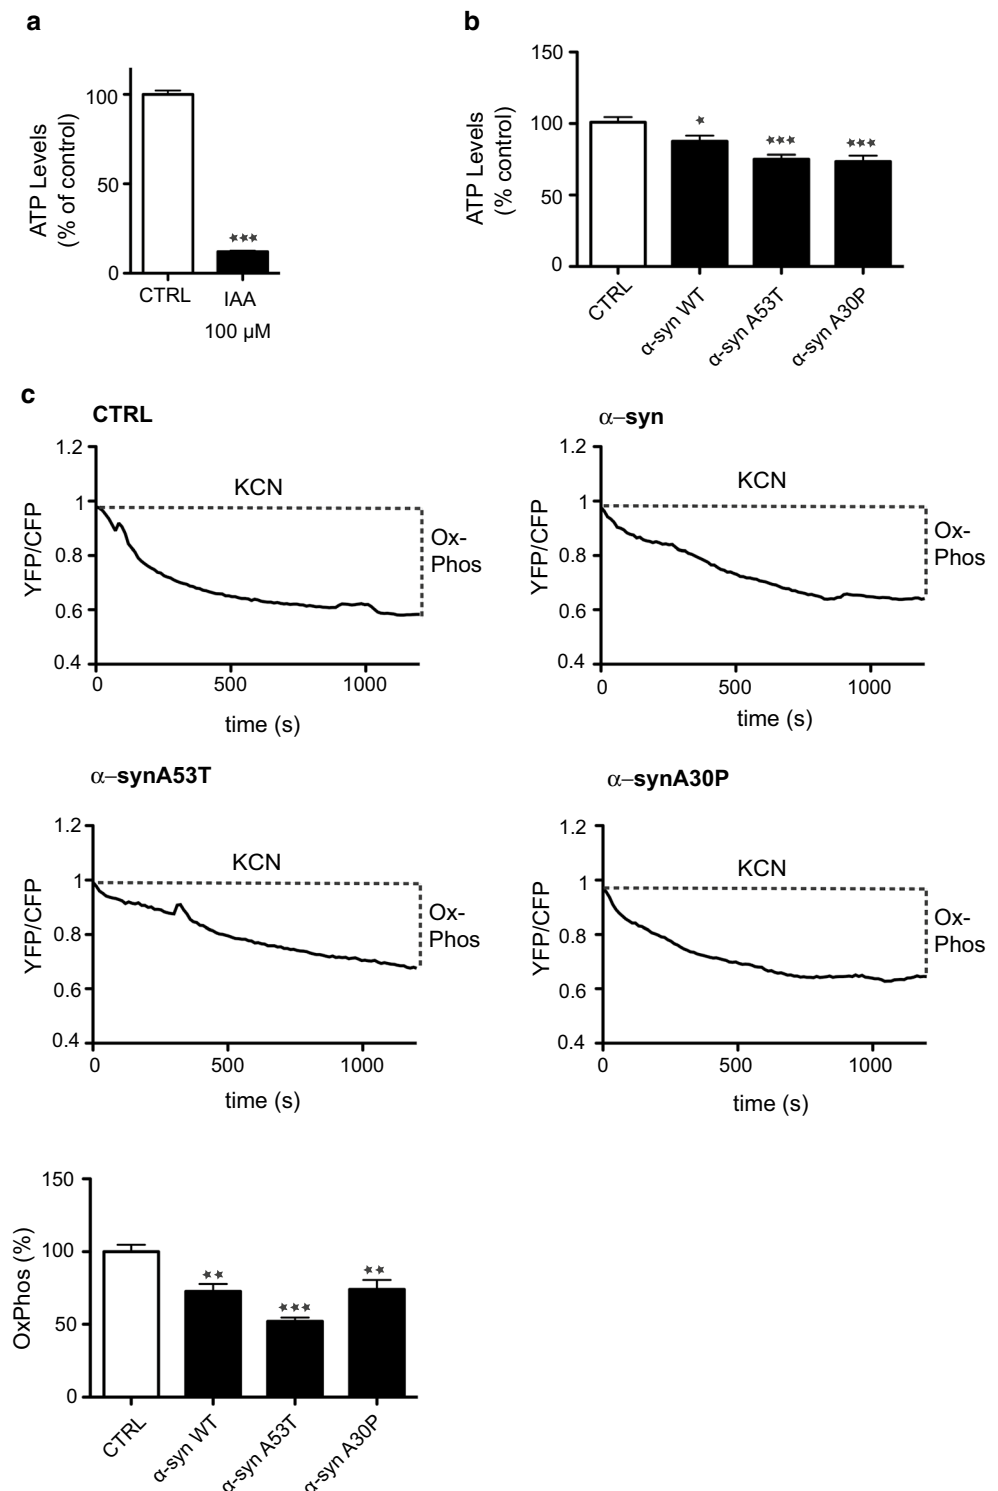 a
ATP Levels
(% of control)
100
50
0
***
CTRL
IAA
100 µM
b
ATP Levels
(% control)
150
100
50
0
*
***
***
CTRL
α-syn WT
α-syn A53T
α-syn A30P
c
CTRL
YFP/CFP
1.2
1
0.8
0.6
0.4
KCN
Ox-
Phos
0
500
1000
time (s)
α–syn
YFP/CFP
1.2
1
0.8
0.6
0.4
KCN
Ox-
Phos
0
500
1000
time (s)
α–synA53T
YFP/CFP
1.2
1
0.8
0.6
0.4
KCN
Ox-
Phos
0
500
1000
time (s)
α–synA30P
YFP/CFP
1.2
1
0.8
0.6
0.4
KCN
Ox-
Phos
0
500
1000
time (s)
OxPhos (%)
150
100
50
0
**
***
**
CTRL
α-syn WT
α-syn A53T
α-syn A30P